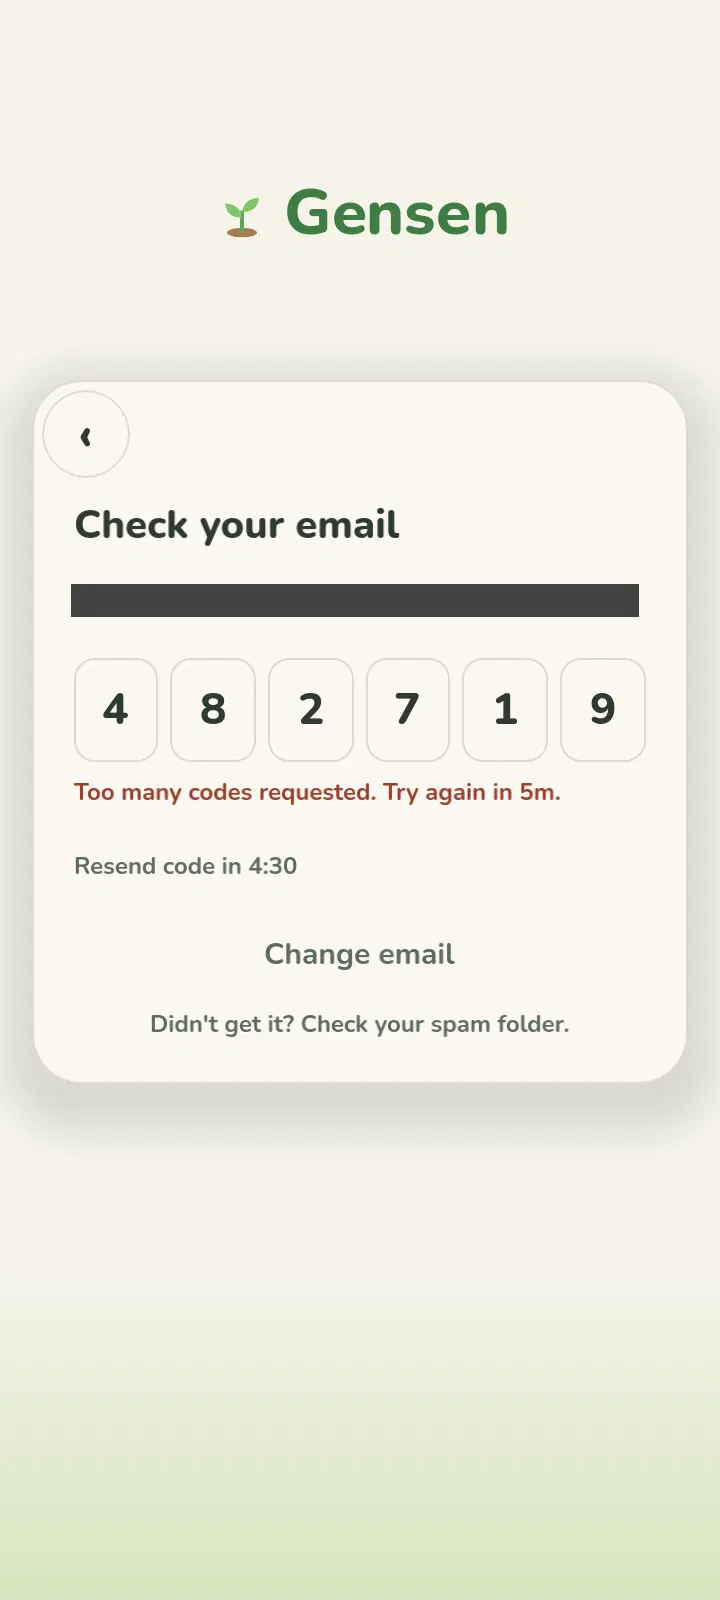 Gensen
‹
Check your email
4 8 2 7 1 9
Too many codes requested. Try again in 5m.
Resend code in 4:30
Change email
Didn't get it? Check your spam folder.